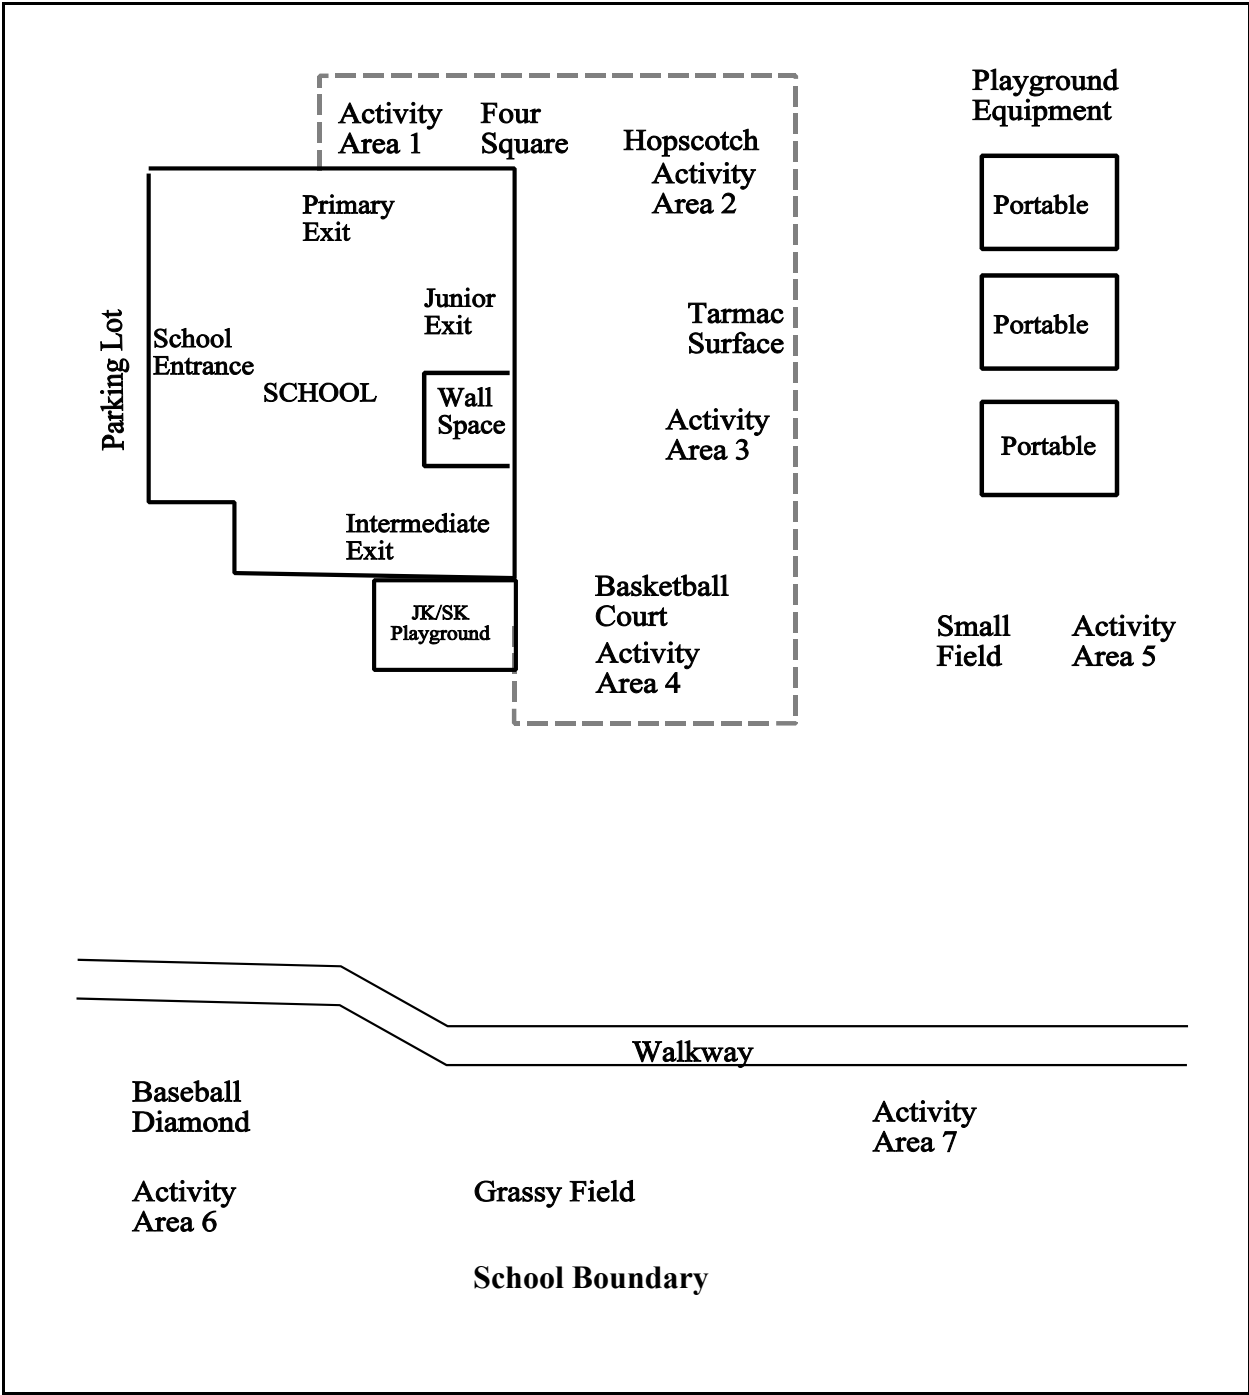 Playground
Equipment
Activity
Area 1
Four
Square
Hopscotch
Activity
Area 2
Primary
Exit
Portable
Junior
Exit
Tarmac
Surface
Portable
Parking Lot
School
Entrance
SCHOOL
Wall
Space
Activity
Area 3
Portable
Intermediate
Exit
JK/SK
Playground
Basketball
Court
Activity
Area 4
Small
Field
Activity
Area 5
Walkway
Baseball
Diamond
Activity
Area 7
Activity
Area 6
Grassy Field
School Boundary